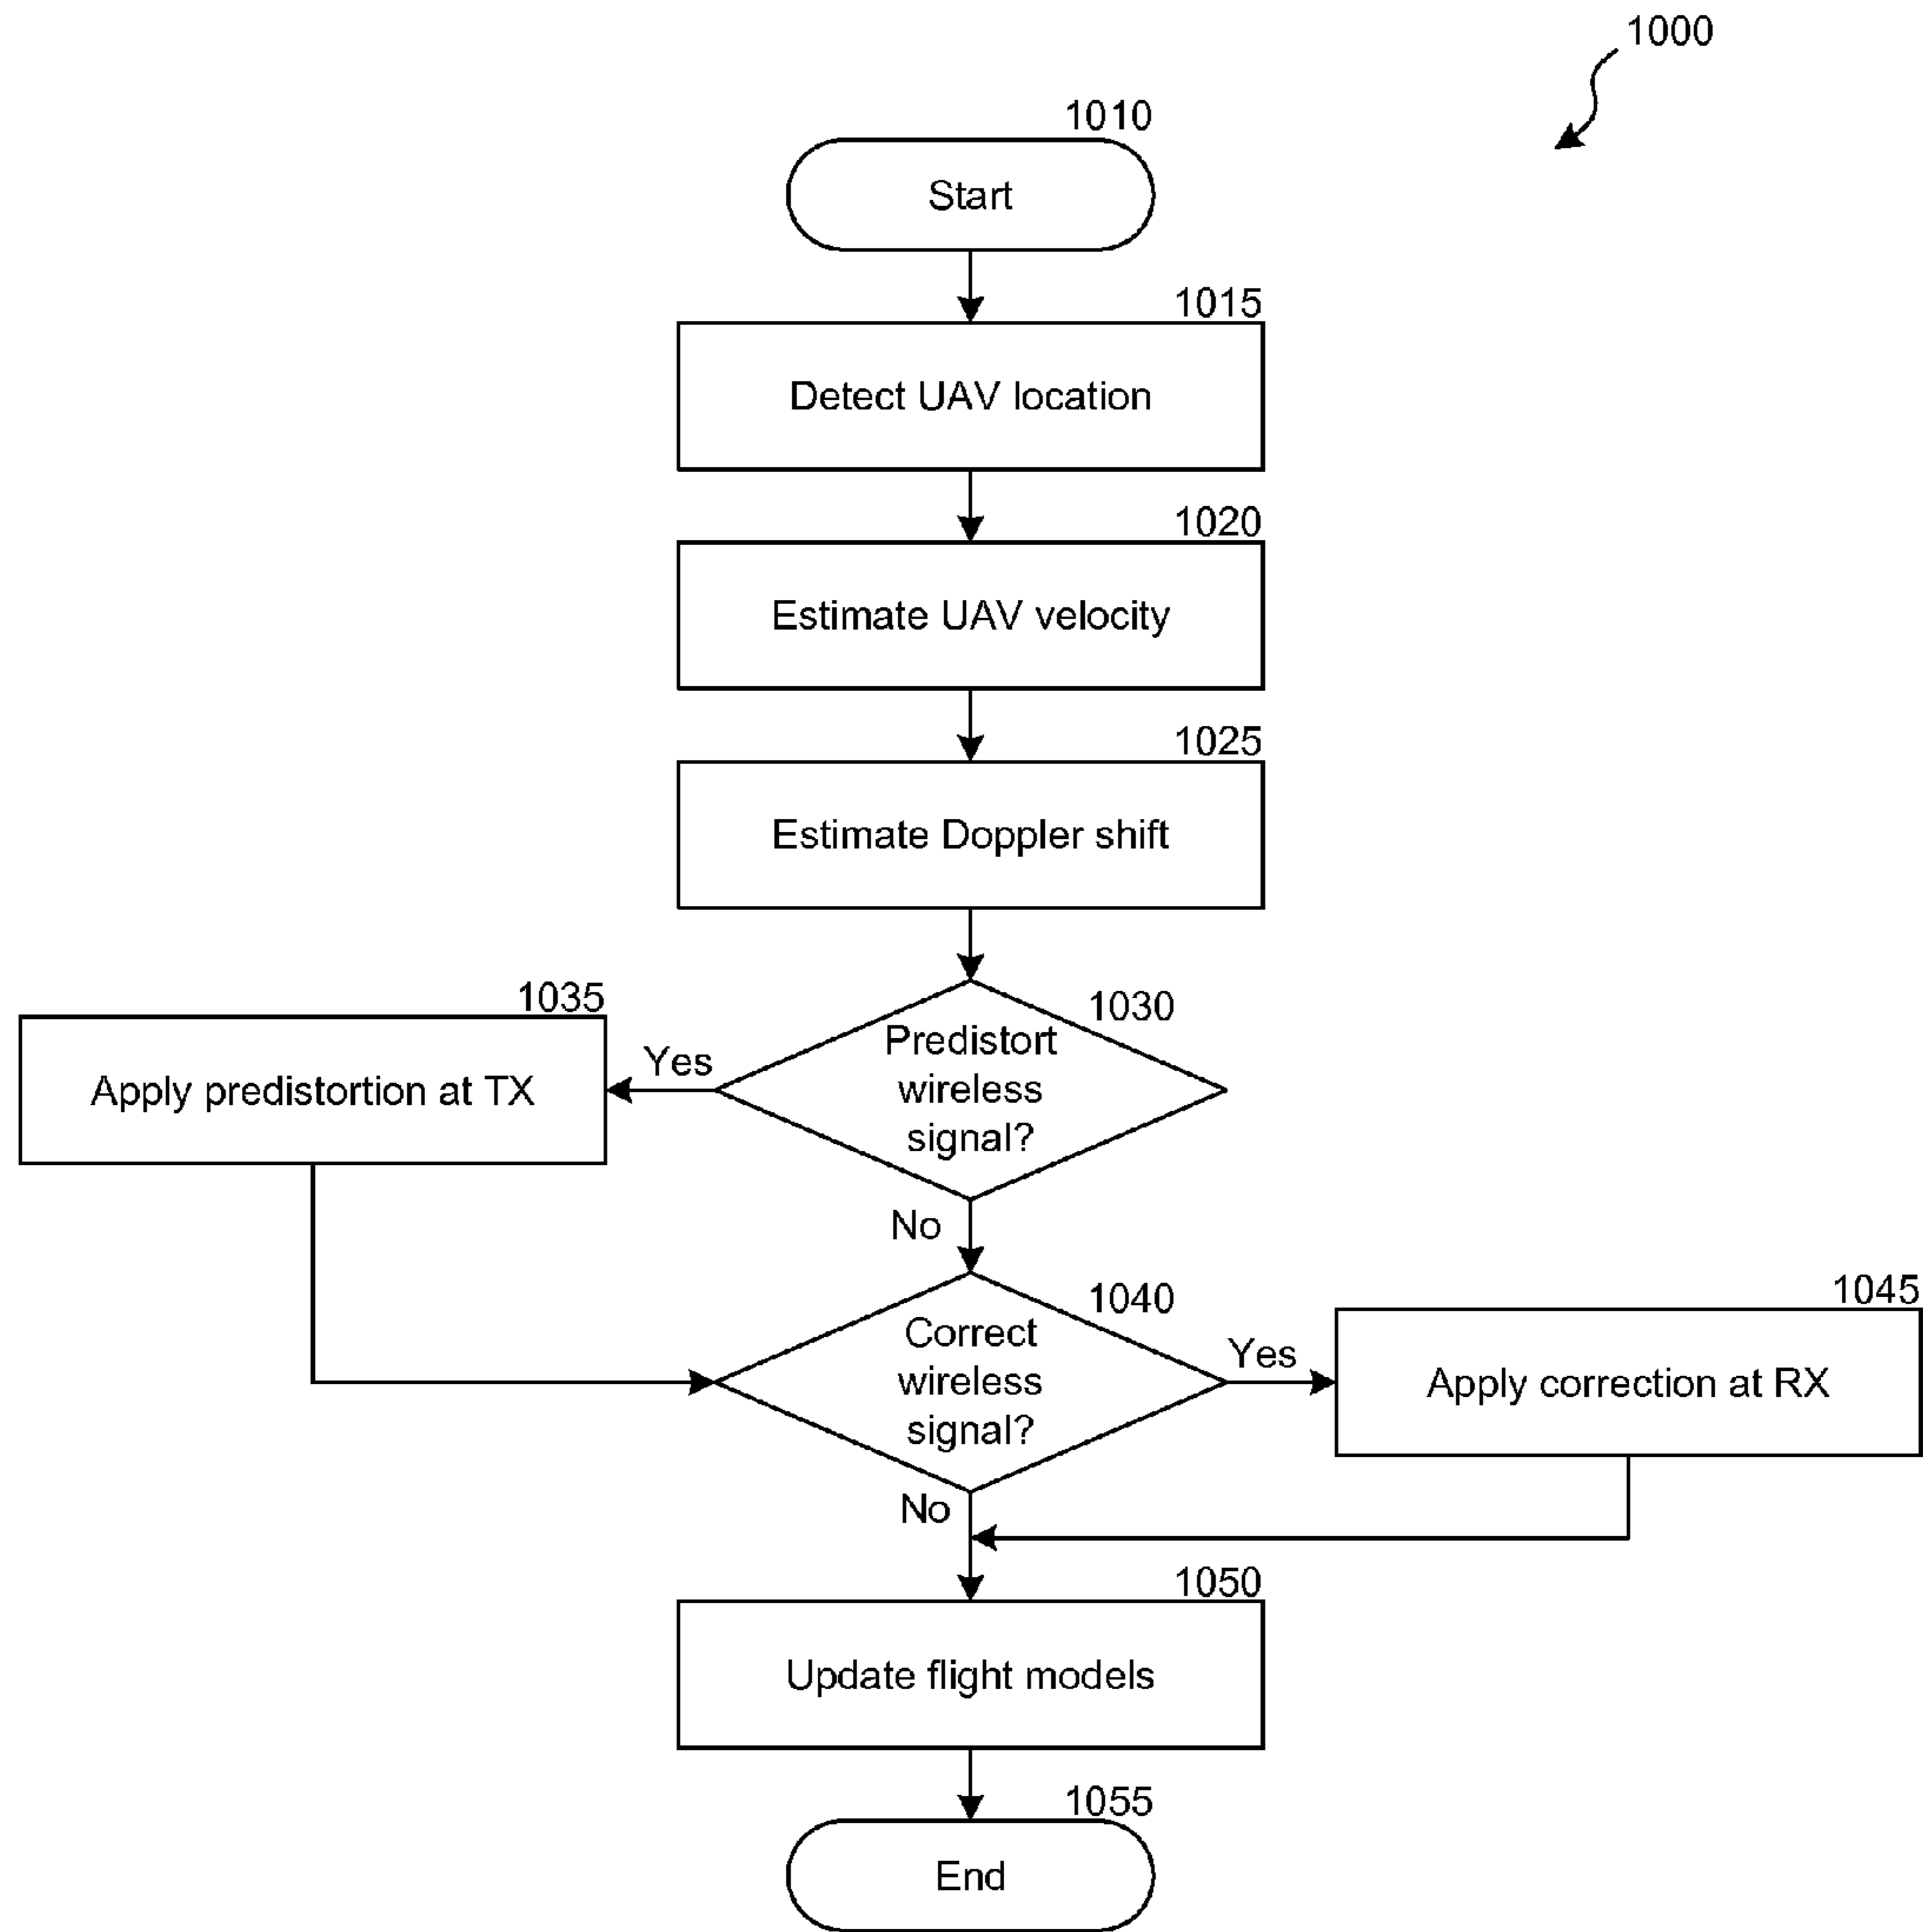 1000
1010
Start
1015
Detect UAV location
1020
Estimate UAV velocity
1025
Estimate Doppler shift
1030
Predistort
wireless
signal?
Yes
1035
Apply predistortion at TX
No
1040
Correct
wireless
signal?
Yes
1045
Apply correction at RX
No
1050
Update flight models
1055
End